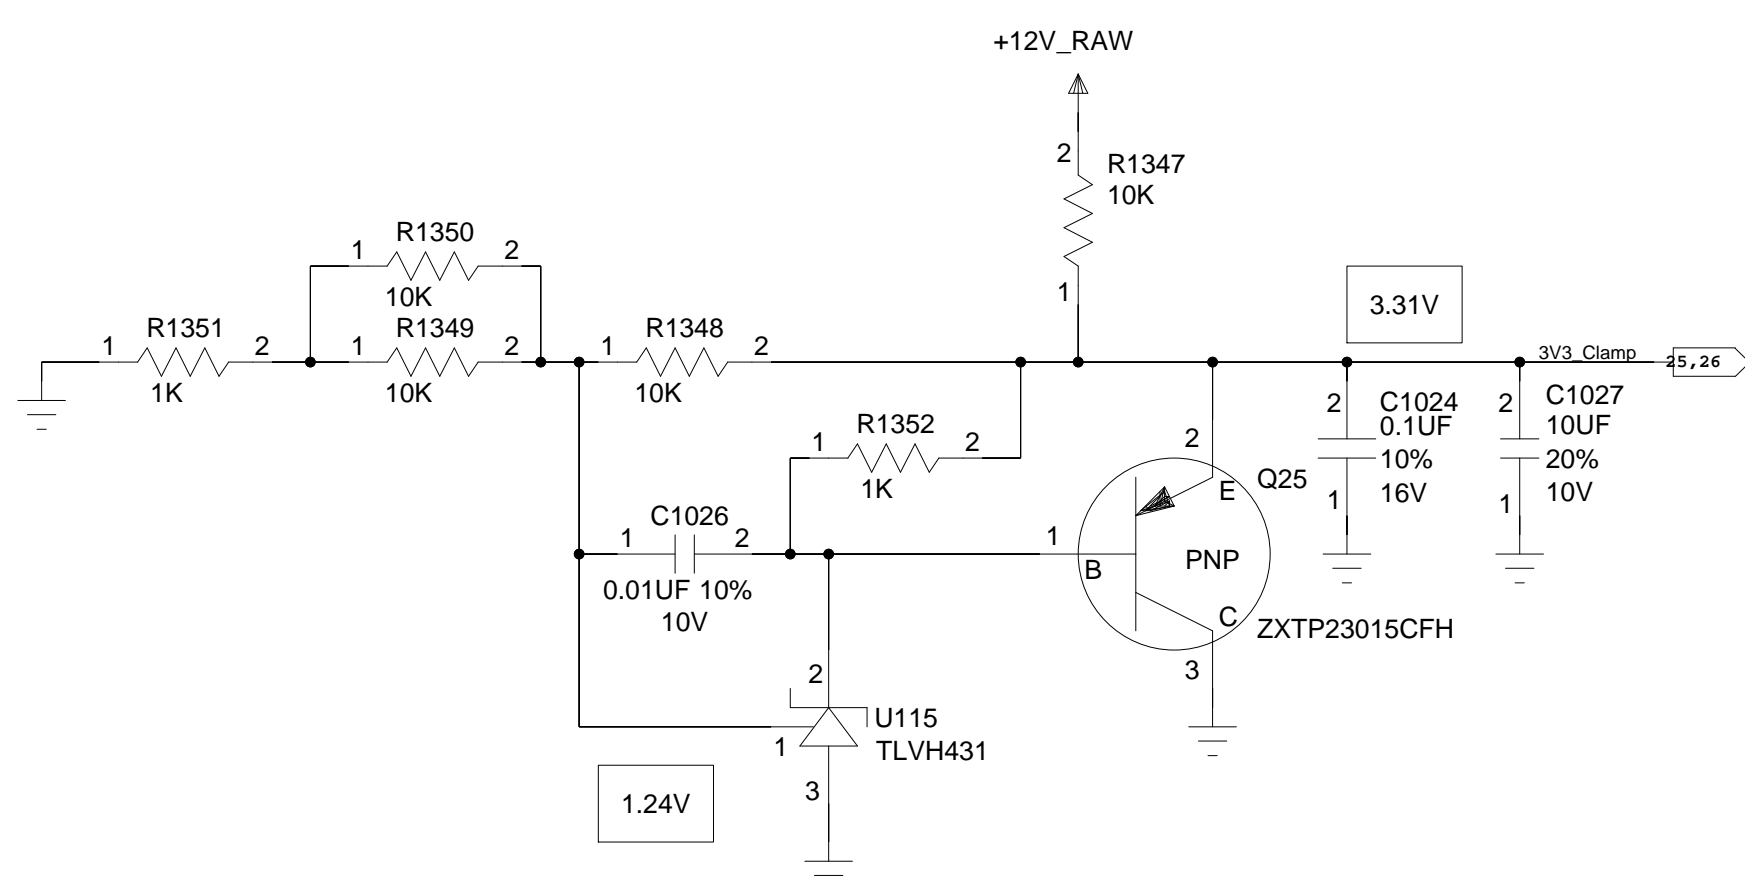 +12V_RAW
2
R1347
10K
1
R1350
1
2
10K
3.31V
R1351
1
2
1K
R1349
1
2
10K
R1348
1
2
10K
3V3_Clamp
25,26
R1352
1
2
1K
2
C1024
0.1UF
10%
16V
1
2
C1027
10UF
20%
10V
1
2
E
Q25
C1026
1
2
0.01UF 10%
10V
1
B
PNP
C
ZXTP23015CFH
3
2
U115
TLVH431
1
3
1.24V